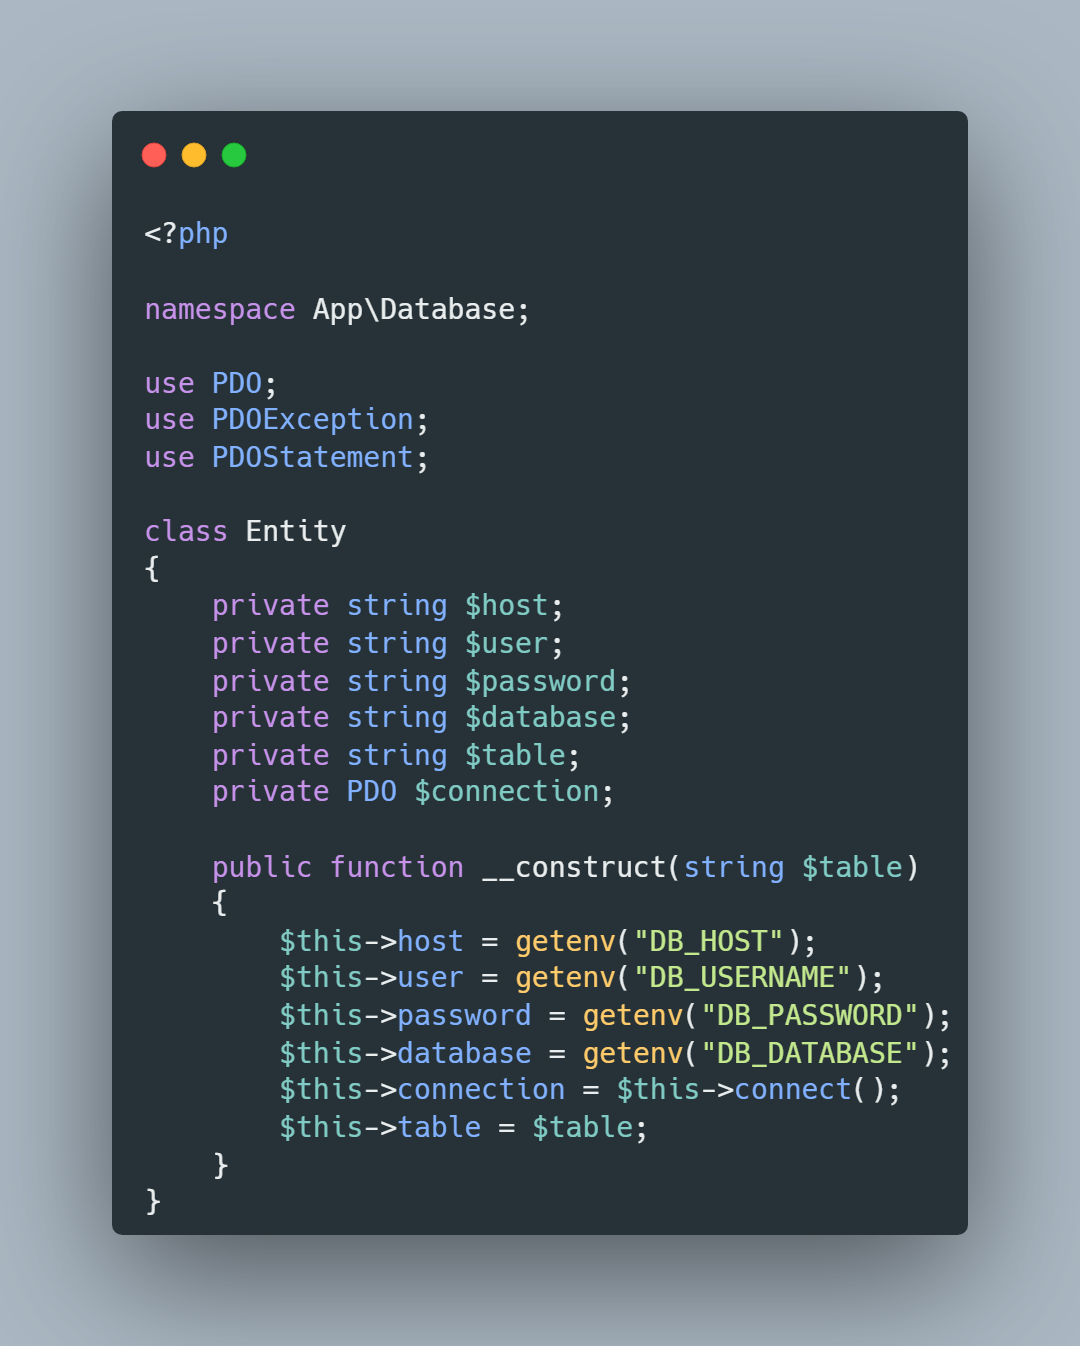 <?php
namespace App\Database;
use PDO;
use PDOException;
use PDOStatement;
class Entity
{
    private string $host;
    private string $user;
    private string $password;
    private string $database;
    private string $table;
    private PDO $connection;
    public function __construct(string $table)
    {
        $this->host = getenv("DB_HOST");
        $this->user = getenv("DB_USERNAME");
        $this->password = getenv("DB_PASSWORD");
        $this->database = getenv("DB_DATABASE");
        $this->connection = $this->connect();
        $this->table = $table;
    }
}